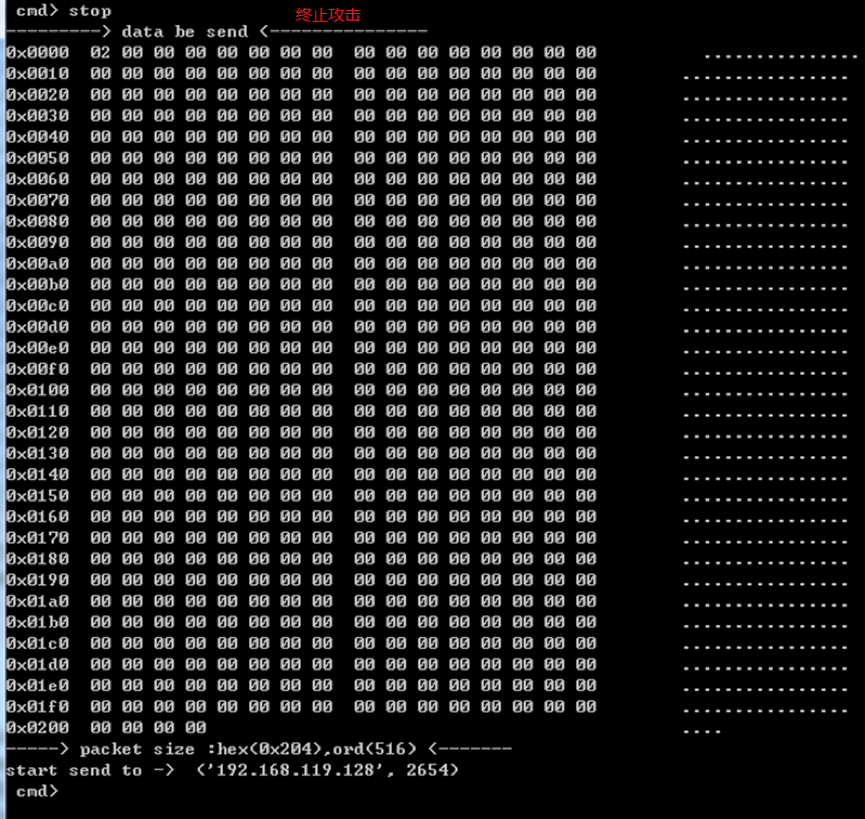 cmd> stop 终止攻击
---------> data be send <---------------
0x0000 02 00 00 00 00 00 00 00 00 00 00 00 00 00 00 00 ...............
0x0010 00 00 00 00 00 00 00 00 00 00 00 00 00 00 00 00 ................
0x0020 00 00 00 00 00 00 00 00 00 00 00 00 00 00 00 00 ................
0x0030 00 00 00 00 00 00 00 00 00 00 00 00 00 00 00 00 ................
0x0040 00 00 00 00 00 00 00 00 00 00 00 00 00 00 00 00 ................
0x0050 00 00 00 00 00 00 00 00 00 00 00 00 00 00 00 00 ................
0x0060 00 00 00 00 00 00 00 00 00 00 00 00 00 00 00 00 ................
0x0070 00 00 00 00 00 00 00 00 00 00 00 00 00 00 00 00 ................
0x0080 00 00 00 00 00 00 00 00 00 00 00 00 00 00 00 00 ................
0x0090 00 00 00 00 00 00 00 00 00 00 00 00 00 00 00 00 ................
0x00a0 00 00 00 00 00 00 00 00 00 00 00 00 00 00 00 00 ................
0x00b0 00 00 00 00 00 00 00 00 00 00 00 00 00 00 00 00 ................
0x00c0 00 00 00 00 00 00 00 00 00 00 00 00 00 00 00 00 ................
0x00d0 00 00 00 00 00 00 00 00 00 00 00 00 00 00 00 00 ................
0x00e0 00 00 00 00 00 00 00 00 00 00 00 00 00 00 00 00 ................
0x00f0 00 00 00 00 00 00 00 00 00 00 00 00 00 00 00 00 ................
0x0100 00 00 00 00 00 00 00 00 00 00 00 00 00 00 00 00 ................
0x0110 00 00 00 00 00 00 00 00 00 00 00 00 00 00 00 00 ................
0x0120 00 00 00 00 00 00 00 00 00 00 00 00 00 00 00 00 ................
0x0130 00 00 00 00 00 00 00 00 00 00 00 00 00 00 00 00 ................
0x0140 00 00 00 00 00 00 00 00 00 00 00 00 00 00 00 00 ................
0x0150 00 00 00 00 00 00 00 00 00 00 00 00 00 00 00 00 ................
0x0160 00 00 00 00 00 00 00 00 00 00 00 00 00 00 00 00 ................
0x0170 00 00 00 00 00 00 00 00 00 00 00 00 00 00 00 00 ................
0x0180 00 00 00 00 00 00 00 00 00 00 00 00 00 00 00 00 ................
0x0190 00 00 00 00 00 00 00 00 00 00 00 00 00 00 00 00 ................
0x01a0 00 00 00 00 00 00 00 00 00 00 00 00 00 00 00 00 ................
0x01b0 00 00 00 00 00 00 00 00 00 00 00 00 00 00 00 00 ................
0x01c0 00 00 00 00 00 00 00 00 00 00 00 00 00 00 00 00 ................
0x01d0 00 00 00 00 00 00 00 00 00 00 00 00 00 00 00 00 ................
0x01e0 00 00 00 00 00 00 00 00 00 00 00 00 00 00 00 00 ................
0x01f0 00 00 00 00 00 00 00 00 00 00 00 00 00 00 00 00 ................
0x0200 00 00 00 00 ....
-----> packet size :hex(0x204),ord(516) <-------
start send to -> ('192.168.119.128', 2654)
cmd>